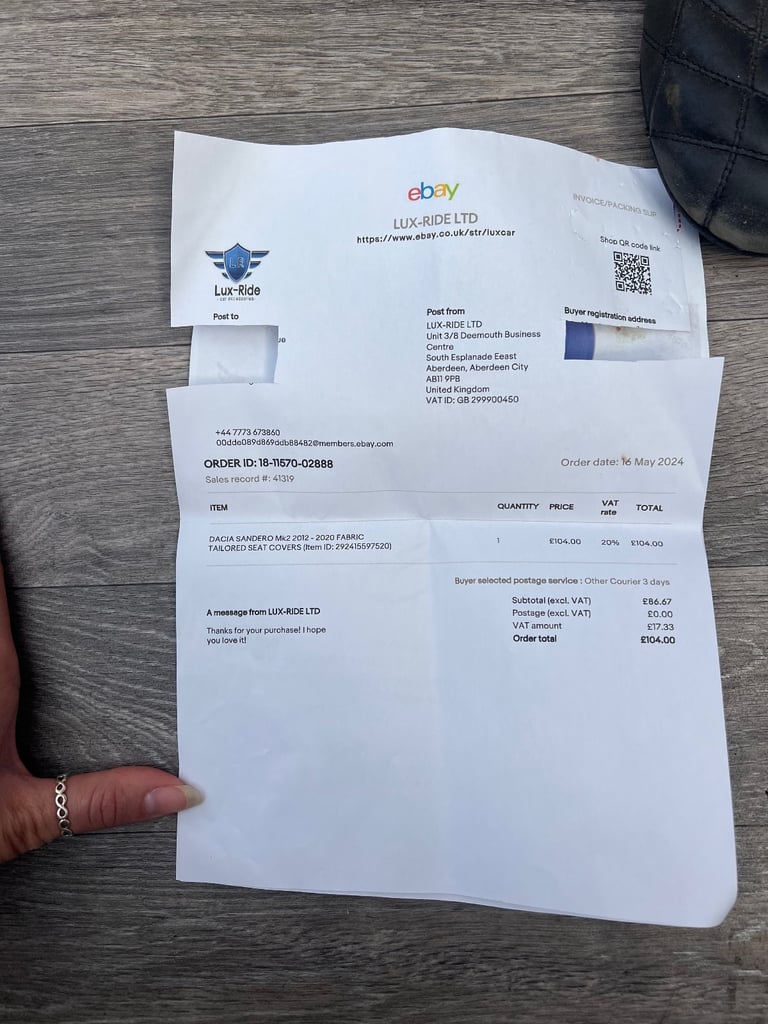 ebay
INVOICE/PACKING SLIP
LUX-RIDE LTD
https://www.ebay.co.uk/str/luxcar
Shop QR code link
LR
Lux-Ride
CAR ACCESSORIES
Post to
Post from
Buyer registration address
LUX-RIDE LTD
Unit 3/8 Deemouth Business
Centre
South Esplanade Eeast
Aberdeen, Aberdeen City
AB11 9PB
United Kingdom
VAT ID: GB 299900450
+44 7773 673860
00dde089d869ddb88482@members.ebay.com
ORDER ID: 18-11570-02888
Order date: 16 May 2024
Sales record #: 41319
ITEM QUANTITY PRICE VAT rate TOTAL
DACIA SANDERO Mk2 2012 - 2020 FABRIC
TAILORED SEAT COVERS (Item ID: 292415597520)
1 £104.00 20% £104.00
Buyer selected postage service : Other Courier 3 days
Subtotal (excl. VAT) £86.67
Postage (excl. VAT) £0.00
VAT amount £17.33
Order total £104.00
A message from LUX-RIDE LTD
Thanks for your purchase! I hope
you love it!